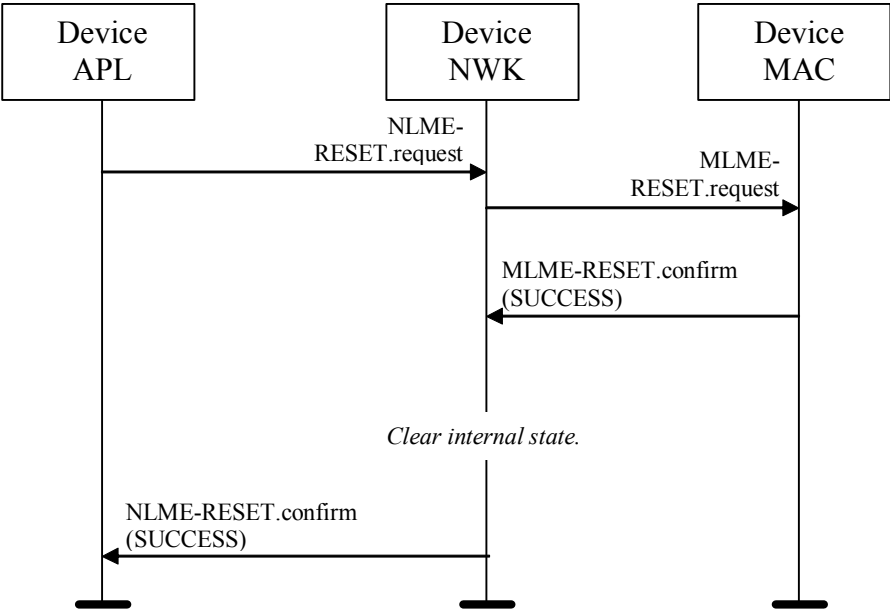 Device
APL
Device
NWK
Device
MAC
NLME-
RESET.request
MLME-
RESET.request
MLME-RESET.confirm
(SUCCESS)
Clear internal state.
NLME-RESET.confirm
(SUCCESS)